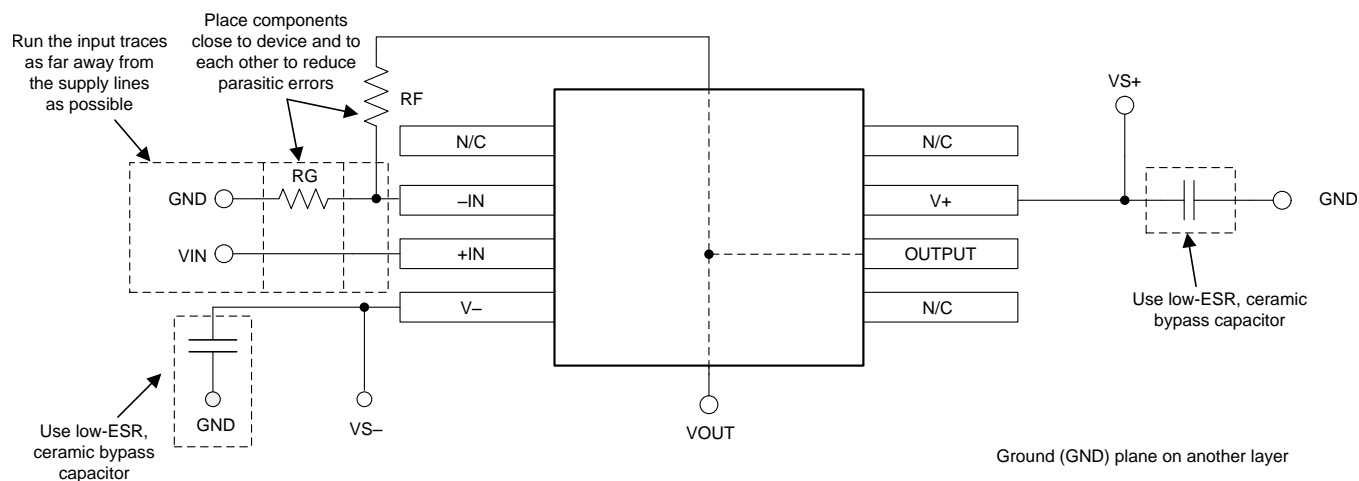 Run the input traces
as far away from
the supply lines
as possible
Place components
close to device and to
each other to reduce
parasitic errors
RF
VS+
N/C
N/C
RG
GND
–IN
V+
GND
VIN
+IN
OUTPUT
V–
N/C
Use low-ESR, ceramic
bypass capacitor
GND
VS–
VOUT
Use low-ESR,
ceramic bypass
capacitor
Ground (GND) plane on another layer